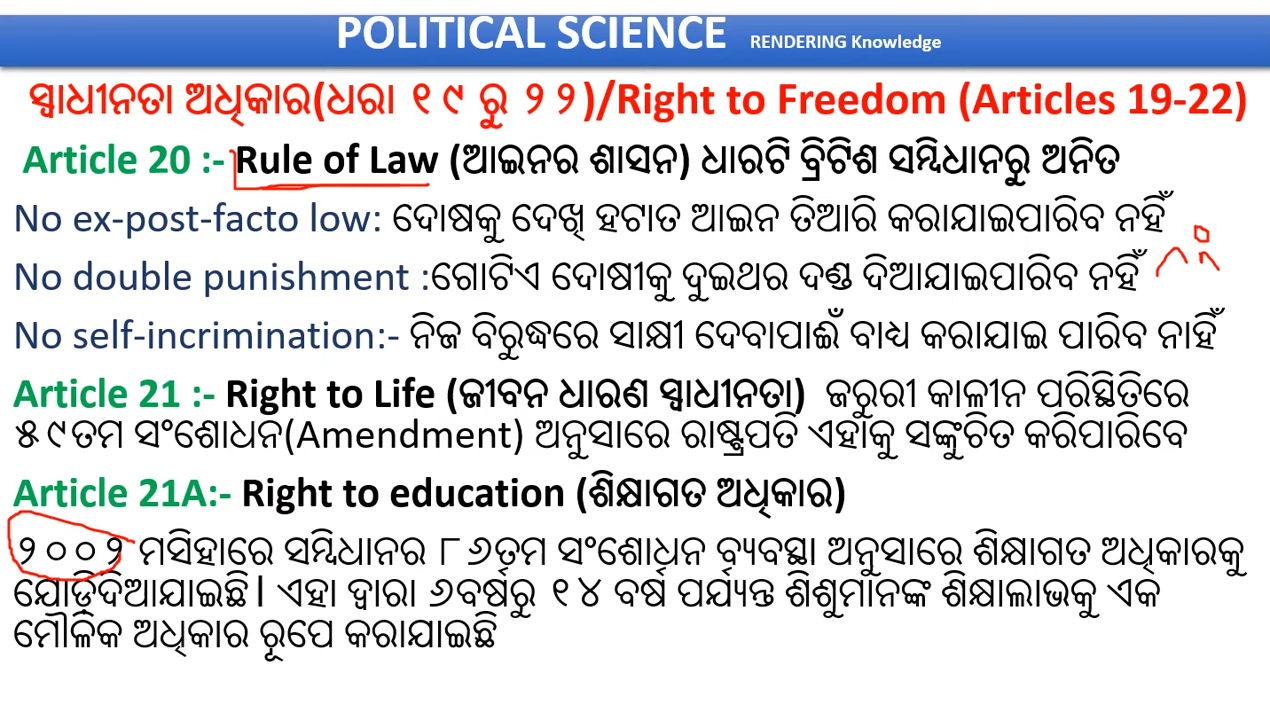 POLITICAL SCIENCE RENDERING Knowledge
ସ୍ୱାଧୀନତା ଅଧିକାର(ଧରା ୧୯ ରୁ ୨୨)/Right to Freedom (Articles 19-22)
Article 20 :- Rule of Law (ଆଇନର ଶାସନ) ଧାରଟି ବ୍ରିଟିଶ ସମ୍ବିଧାନରୁ ଅନିତ
No ex-post-facto low: ଦୋଷକୁ ଦେଖି ହଟାତ ଆଇନ ତିଆରି କରାଯାଇପାରିବ ନହିଁ
No double punishment :ଗୋଟିଏ ଦୋଷୀକୁ ଦୁଇଥର ଦଣ୍ଡ ଦିଆଯାଇପାରିବ ନହିଁ
No self-incrimination:- ନିଜ ବିରୁଦ୍ଧରେ ସାକ୍ଷୀ ଦେବାପାଇଁ ବାଧ୍ୟ କରାଯାଇ ପାରିବ ନାହିଁ
Article 21 :- Right to Life (ଜୀବନ ଧାରଣ ସ୍ୱାଧୀନତା) ଜରୁରୀ କାଳୀନ ପରିସ୍ଥିତିରେ
୫୯ତମ ସଂଶୋଧନ(Amendment) ଅନୁସାରେ ରାଷ୍ଟ୍ରପତି ଏହାକୁ ସଙ୍କୁଚିତ କରିପାରିବେ
Article 21A:- Right to education (ଶିକ୍ଷାଗତ ଅଧିକାର)
୨୦୦୨ ମସିହାରେ ସମ୍ବିଧାନର ୮୬ତମ ସଂଶୋଧନ ବ୍ୟବସ୍ଥା ଅନୁସାରେ ଶିକ୍ଷାଗତ ଅଧିକାରକୁ
ଯୋଡ଼ିଦିଆଯାଇଛି। ଏହା ଦ୍ୱାରା ୬ବର୍ଷରୁ ୧୪ ବର୍ଷ ପର୍ଯ୍ୟନ୍ତ ଶିଶୁମାନଙ୍କ ଶିକ୍ଷାଲାଭକୁ ଏକ
ମୌଳିକ ଅଧିକାର ରୂପେ କରାଯାଇଛି